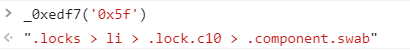 > _0xedf7('0x5f')
< ".locks > li > .lock.c10 > .component.swab"